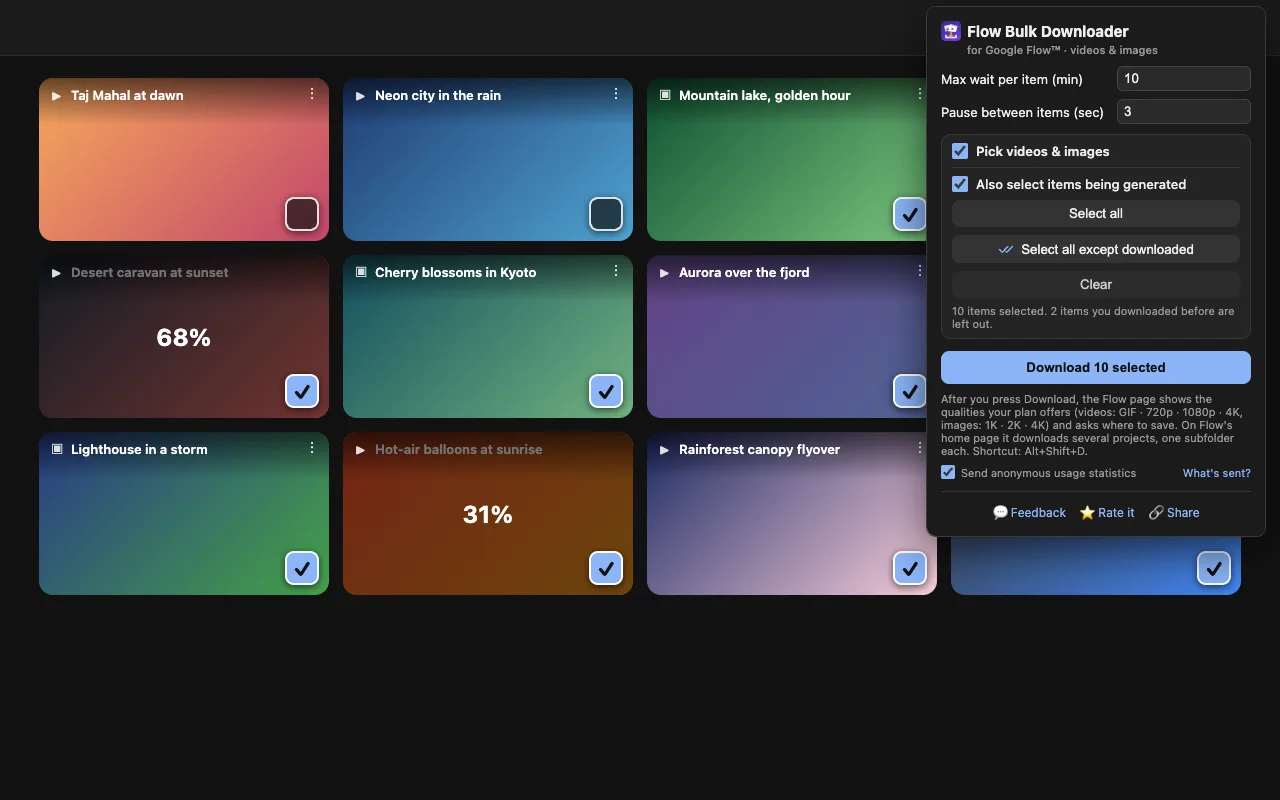 Flow Bulk Downloader
for Google Flow™ · videos & images
Max wait per item (min)
10
Pause between items (sec)
3
Pick videos & images
Also select items being generated
Select all
Select all except downloaded
Clear
10 items selected. 2 items you downloaded before are
left out.
Download 10 selected
After you press Download, the Flow page shows the
qualities your plan offers (videos: GIF · 720p · 1080p · 4K,
images: 1K · 2K · 4K) and asks where to save. On Flow's
home page it downloads several projects, one subfolder
each. Shortcut: Alt+Shift+D.
Send anonymous usage statistics
What's sent?
Feedback
Rate it
Share
Taj Mahal at dawn
Neon city in the rain
Mountain lake, golden hour
Desert caravan at sunset
68%
Cherry blossoms in Kyoto
Aurora over the fjord
Lighthouse in a storm
Hot-air balloons at sunrise
31%
Rainforest canopy flyover